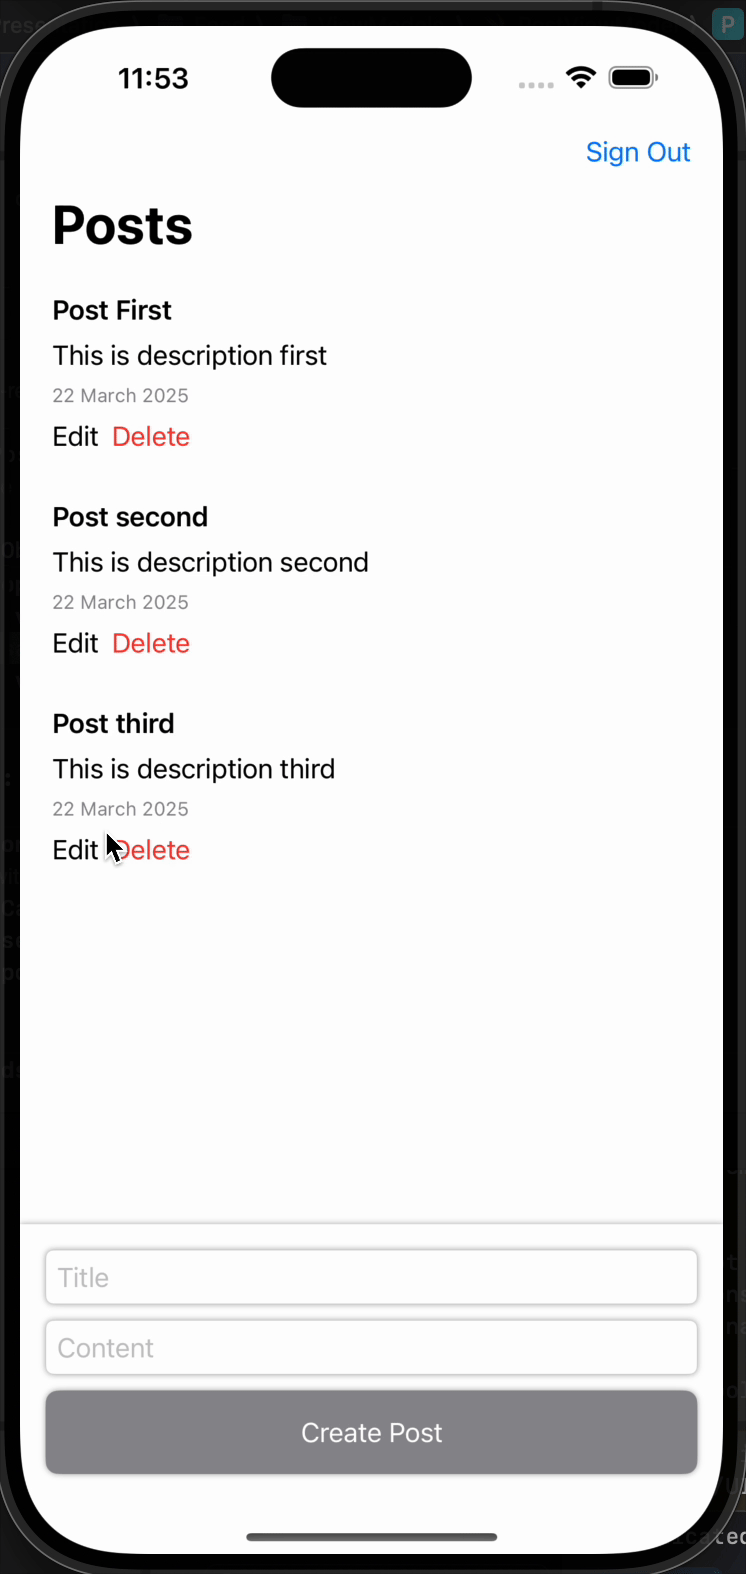 11:53
P
Sign Out
Posts
Post First
This is description first
22 March 2025
Edit Delete
Post second
This is description second
22 March 2025
Edit Delete
Post third
This is description third
22 March 2025
Edit Delete
Title
Content
Create Post